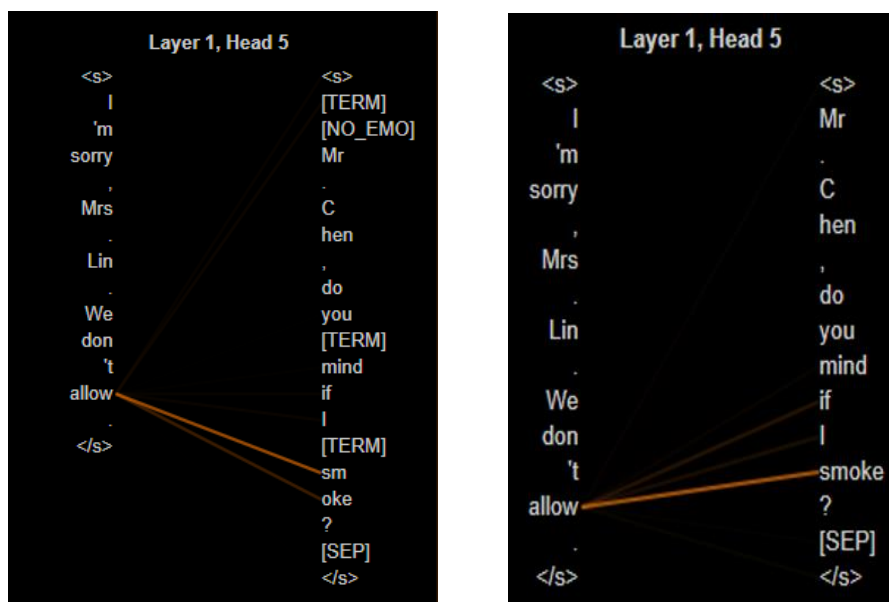 Layer 1, Head 5
<s> <s>
I [TERM]
'm [NO_EMO]
sorry Mr
, .
Mrs C
. hen
Lin ,
. do
We you
don [TERM]
't mind
allow if
. I
</s> [TERM]
sm
oke
?
[SEP]
</s>
Layer 1, Head 5
<s> <s>
I Mr
'm .
sorry C
, hen
Mrs ,
. do
Lin you
. mind
We if
don I
't smoke
allow ?
. [SEP]
</s> </s>